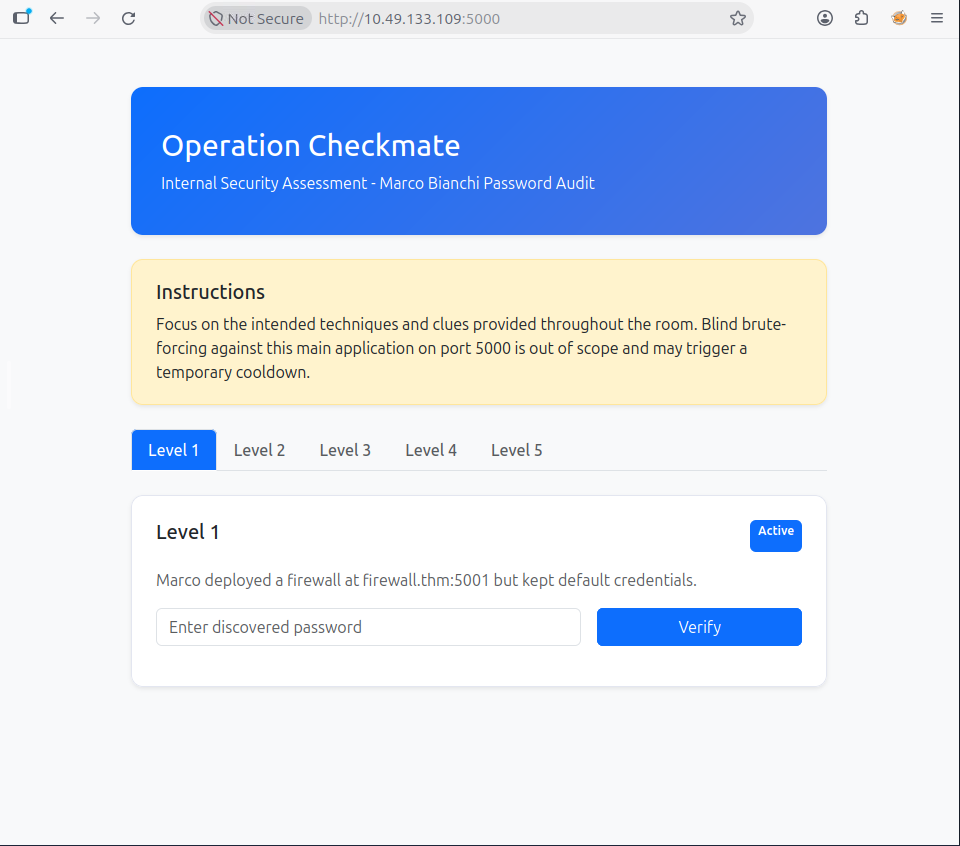 Not Secure http://10.49.133.109:5000
Operation Checkmate
Internal Security Assessment - Marco Bianchi Password Audit
Instructions
Focus on the intended techniques and clues provided throughout the room. Blind brute-
forcing against this main application on port 5000 is out of scope and may trigger a
temporary cooldown.
Level 1 Level 2 Level 3 Level 4 Level 5
Level 1 Active
Marco deployed a firewall at firewall.thm:5001 but kept default credentials.
Enter discovered password Verify